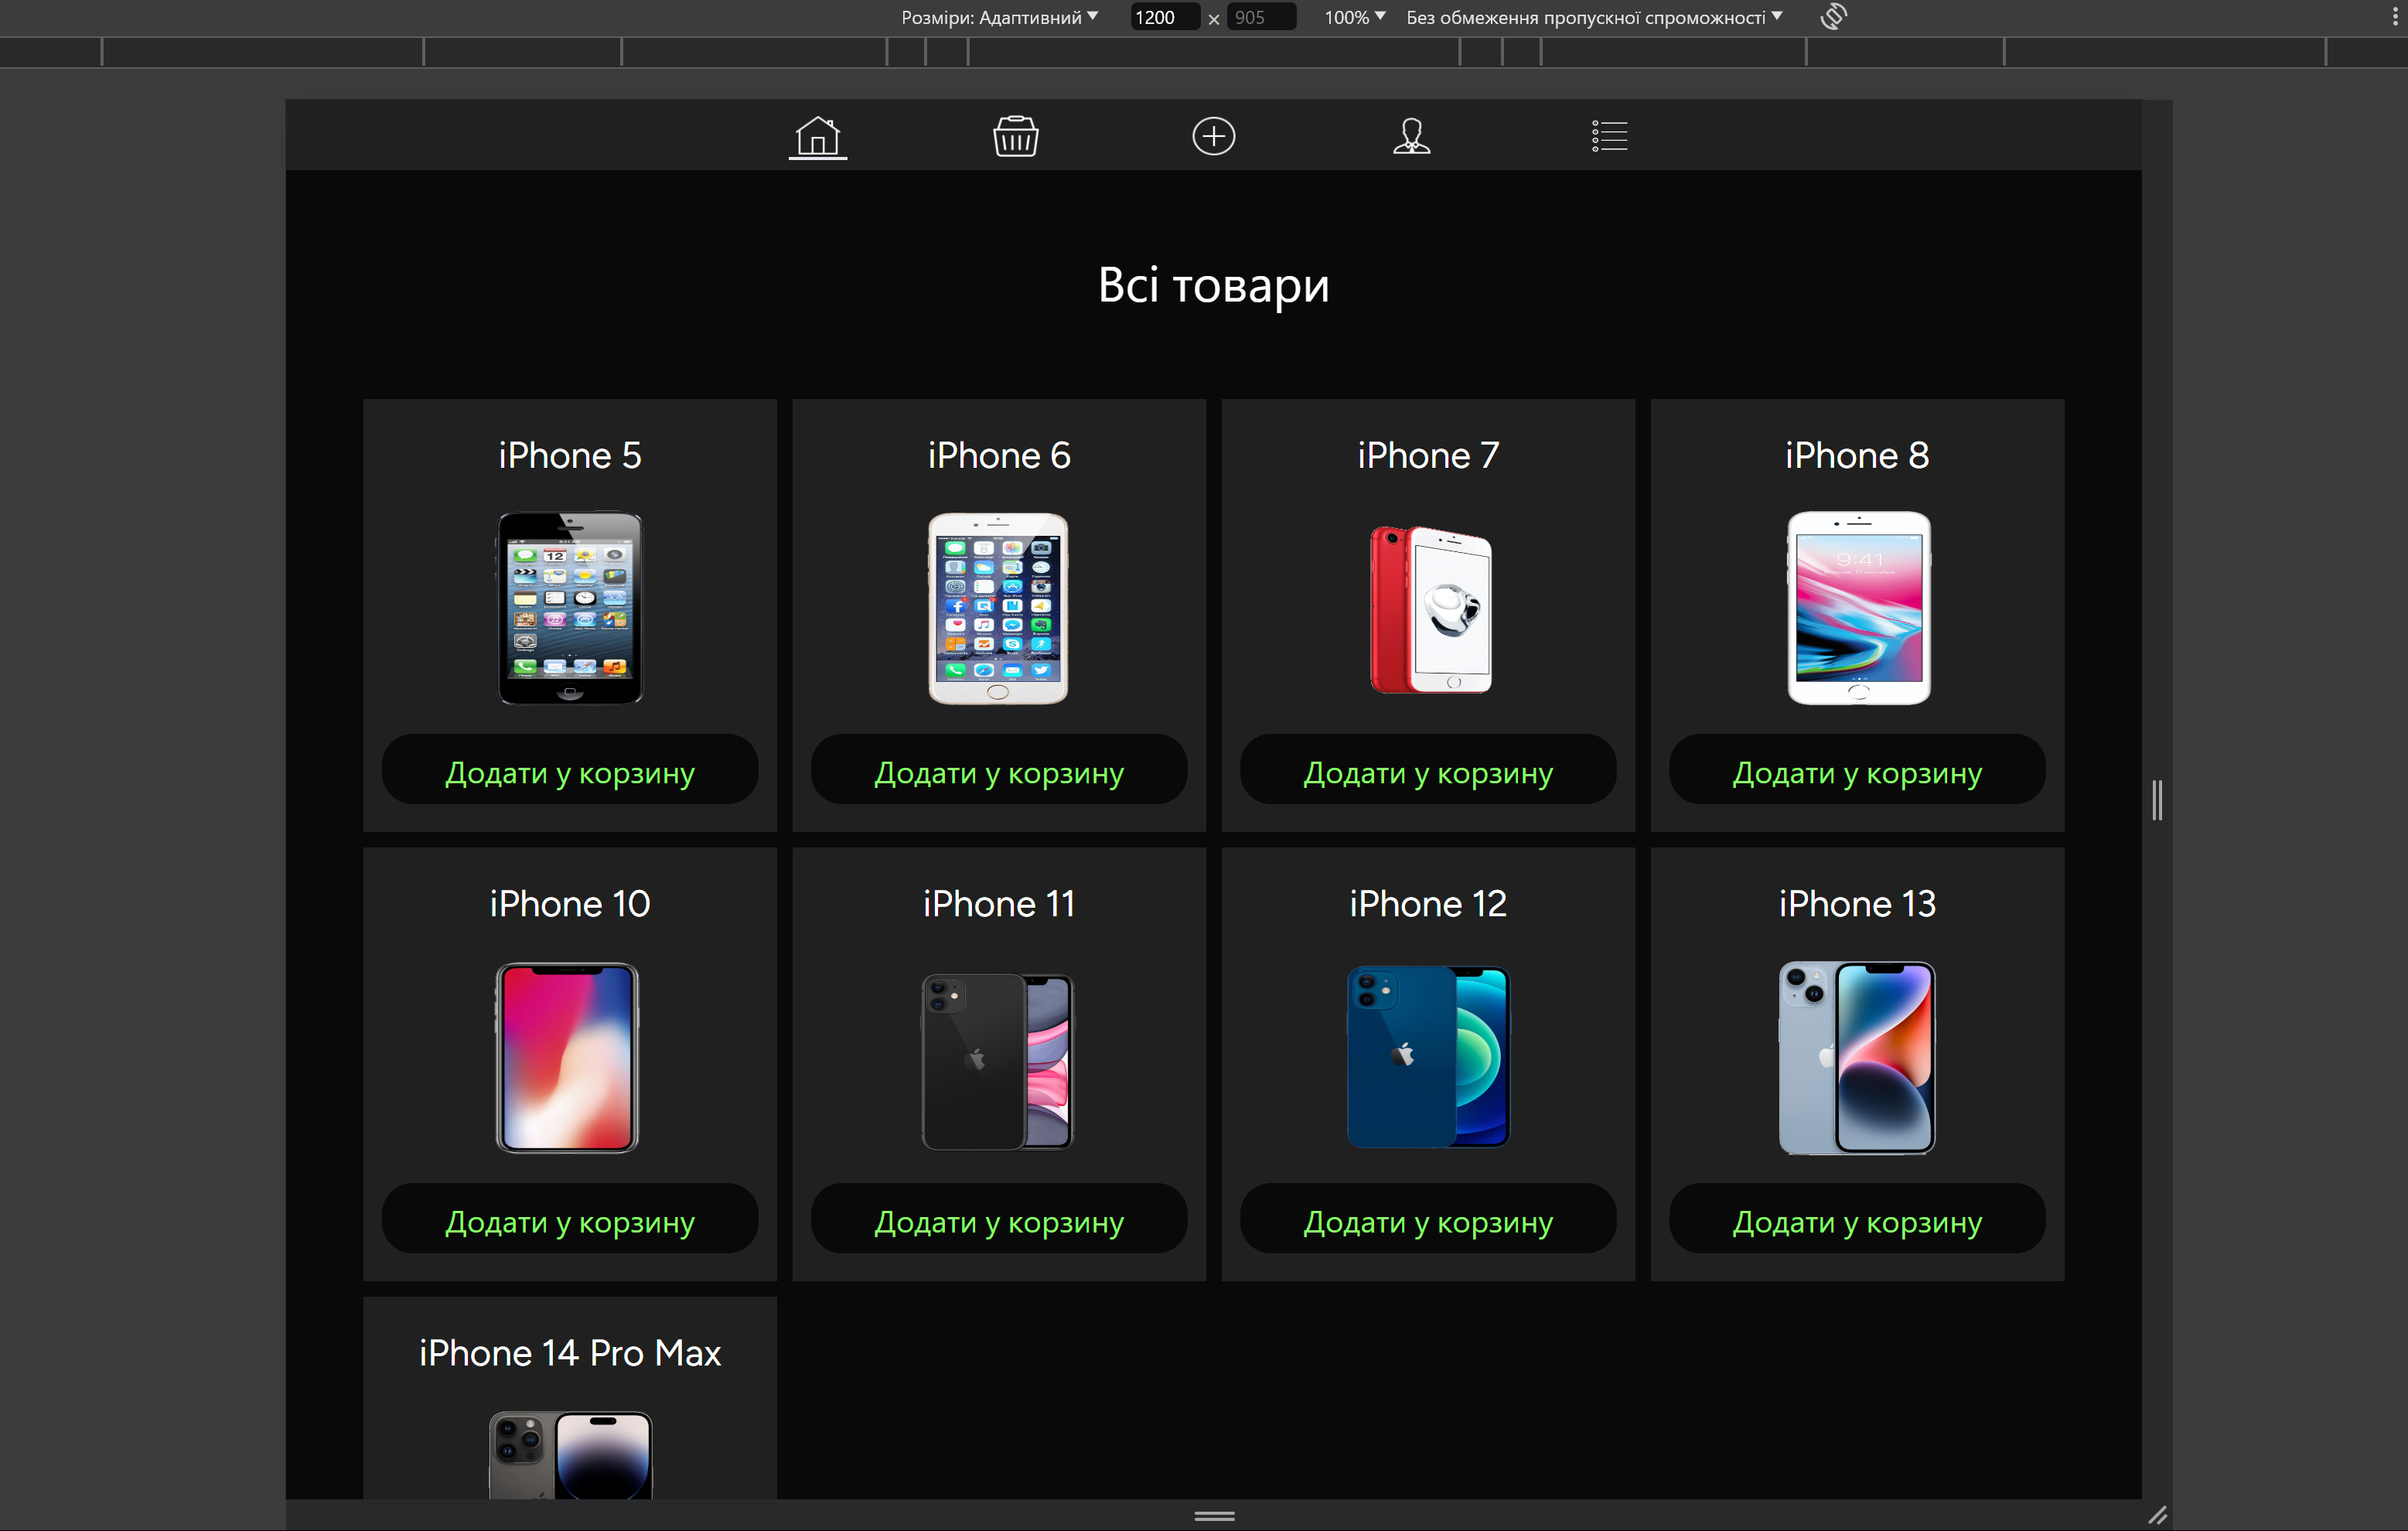 Розміри: Адаптивний 1200 × 905 100% Без обмеження пропускної спроможності
Всі товари
iPhone 5 iPhone 6 iPhone 7 iPhone 8
9:41
Додати у корзину Додати у корзину Додати у корзину Додати у корзину
iPhone 10 iPhone 11 iPhone 12 iPhone 13
Додати у корзину Додати у корзину Додати у корзину Додати у корзину
iPhone 14 Pro Max